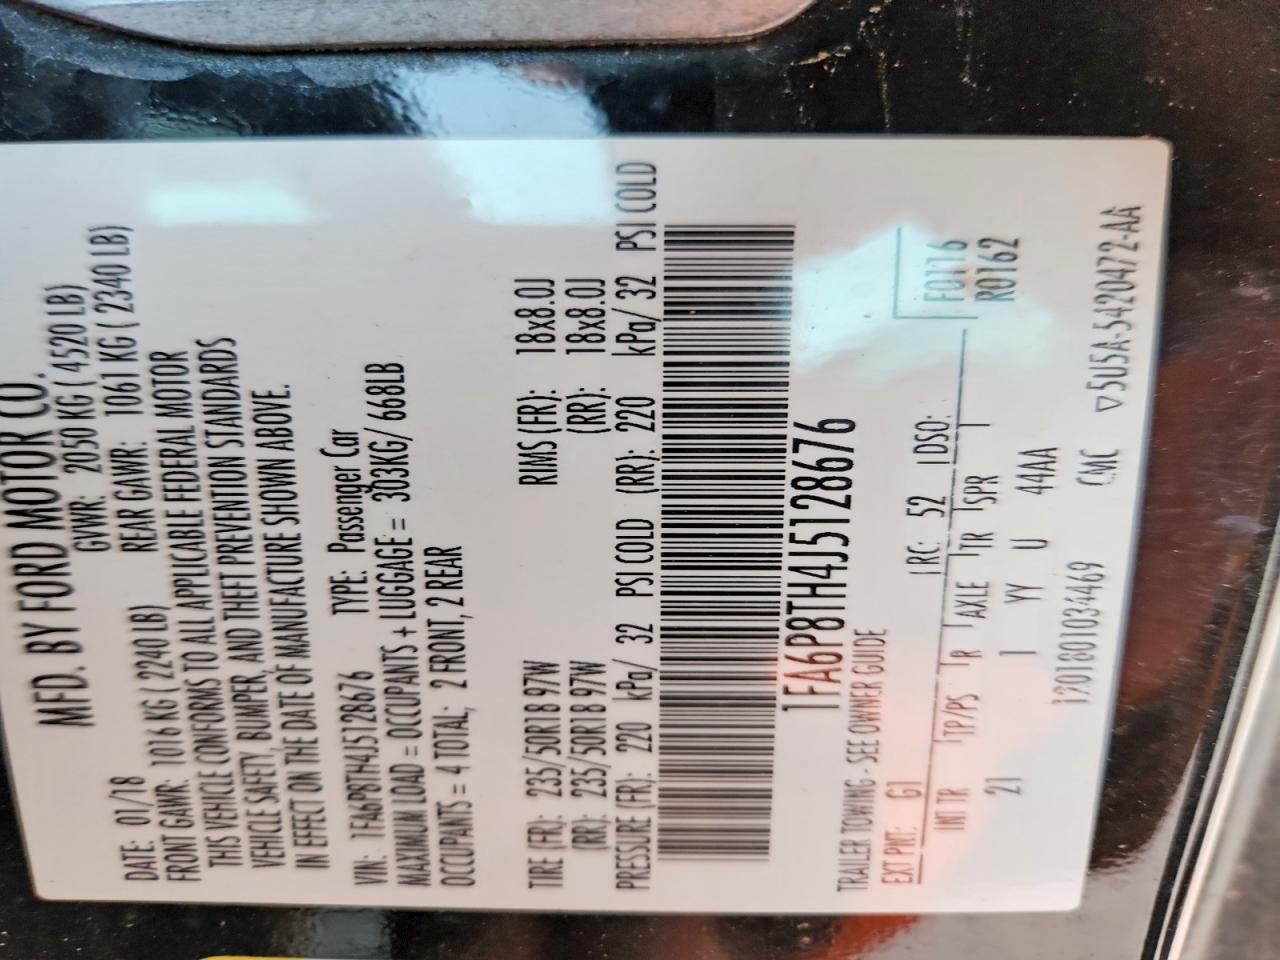 MFD. BY FORD MOTOR CO.
DATE: 01/18 GVWR: 2050 KG ( 4520 LB)
FRONT GAWR: 1016 KG ( 2240 LB) REAR GAWR: 1061 KG ( 2340 LB)
THIS VEHICLE CONFORMS TO ALL APPLICABLE FEDERAL MOTOR
VEHICLE SAFETY, BUMPER, AND THEFT PREVENTION STANDARDS
IN EFFECT ON THE DATE OF MANUFACTURE SHOWN ABOVE.
VIN: 1FA6P8TH4J5128676 TYPE: Passenger Car
MAXIMUM LOAD = OCCUPANTS + LUGGAGE = 303KG/ 668LB
OCCUPANTS = 4 TOTAL; 2 FRONT, 2 REAR
TIRE (FR): 235/50R18 97W RIMS (FR): 18x8.0J
(RR): 235/50R18 97W (RR): 18x8.0J
PRESSURE (FR): 220 kPa/ 32 PSI COLD (RR): 220 kPa/ 32 PSI COLD
1FA6P8TH4J5128676
TRAILER TOWING - SEE OWNER GUIDE
EXT PNT: G1 RC: 52 DSO: F0116
INT TR TP/PS R AXLE TR SPR R0162
21 1 YY U 44AA
1201801034469 CMC ▽5U5A-5420472-AA